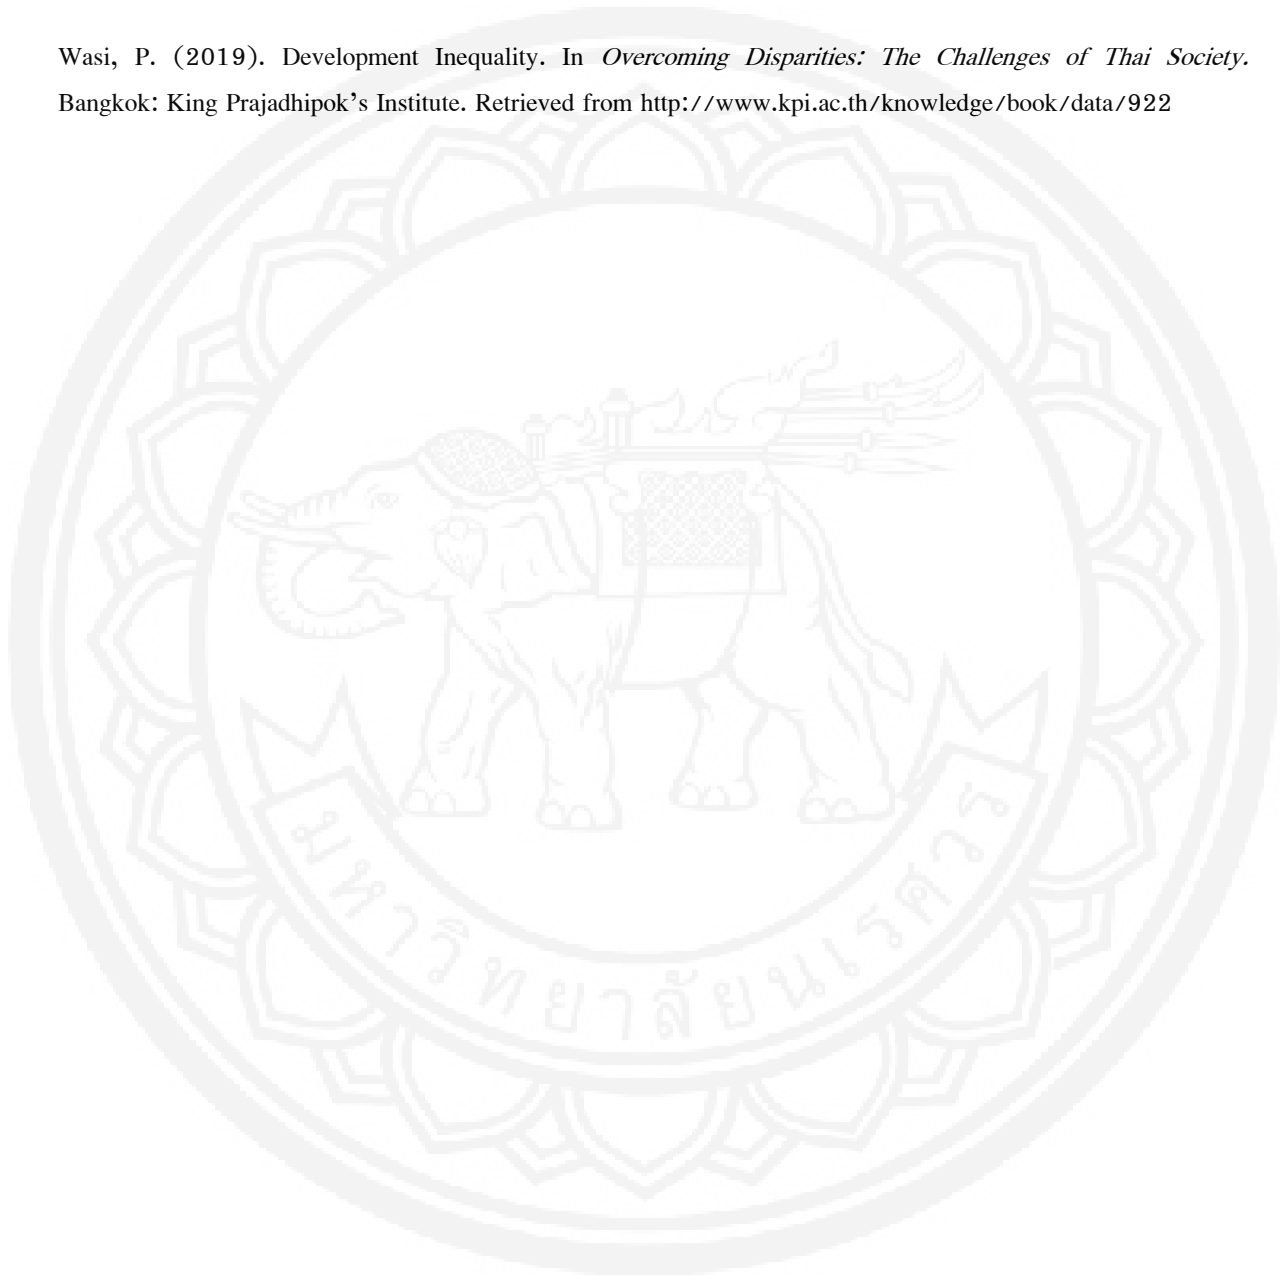 Wasi, P. (2019). Development Inequality. In Overcoming Disparities: The Challenges of Thai Society.
Bangkok: King Prajadhipok’s Institute. Retrieved from http://www.kpi.ac.th/knowledge/book/data/922
มหาวิทยาลัยนเรศวร